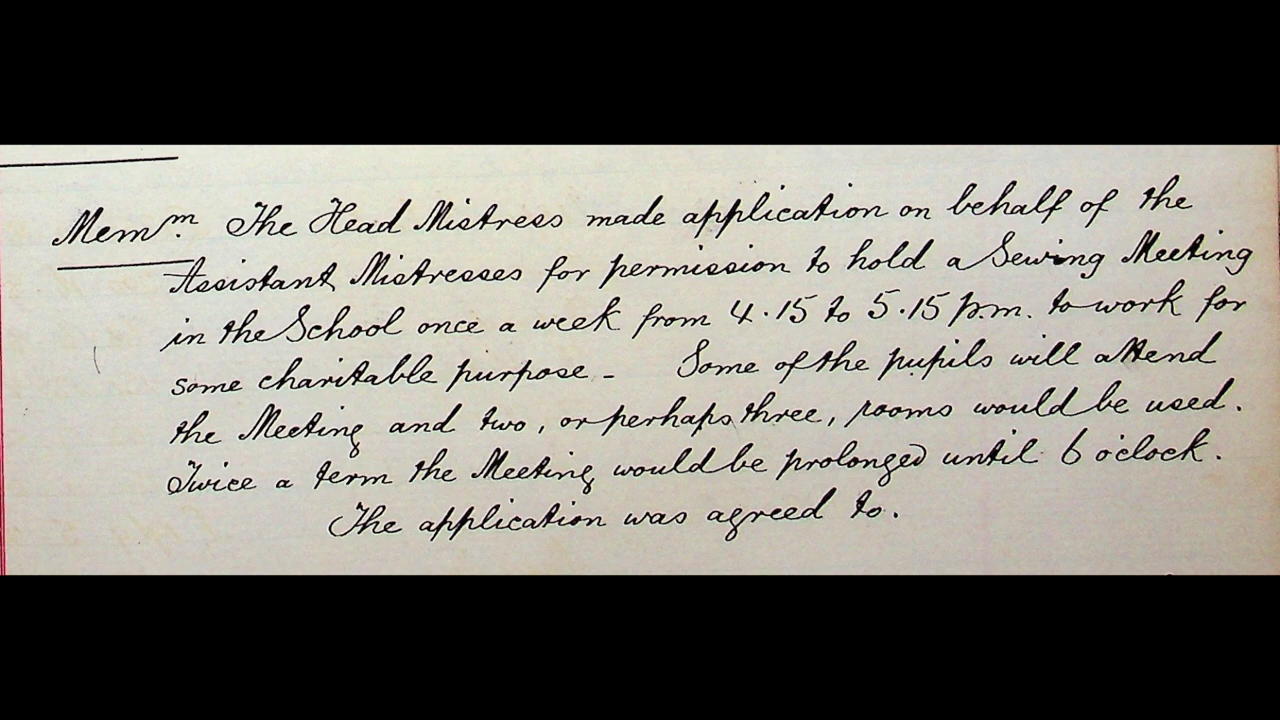 Mem^m. The Head Mistress made application on behalf of the
Assistant Mistresses for permission to hold a Sewing Meeting
in the School once a week from 4.15 to 5.15 p.m. to work for
some charitable purpose - Some of the pupils will attend
the Meeting and two, or perhaps three, rooms would be used.
Twice a term the Meeting would be prolonged until 6 o'clock.
The application was agreed to.